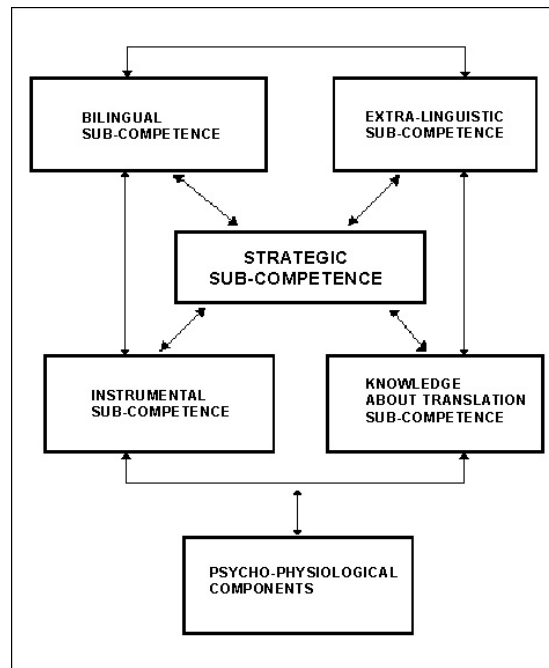 BILINGUAL
SUB-COMPETENCE
EXTRA-LINGUISTIC
SUB-COMPETENCE
STRATEGIC
SUB-COMPETENCE
INSTRUMENTAL
SUB-COMPETENCE
KNOWLEDGE
ABOUT TRANSLATION
SUB-COMPETENCE
PSYCHO-PHYSIOLOGICAL
COMPONENTS